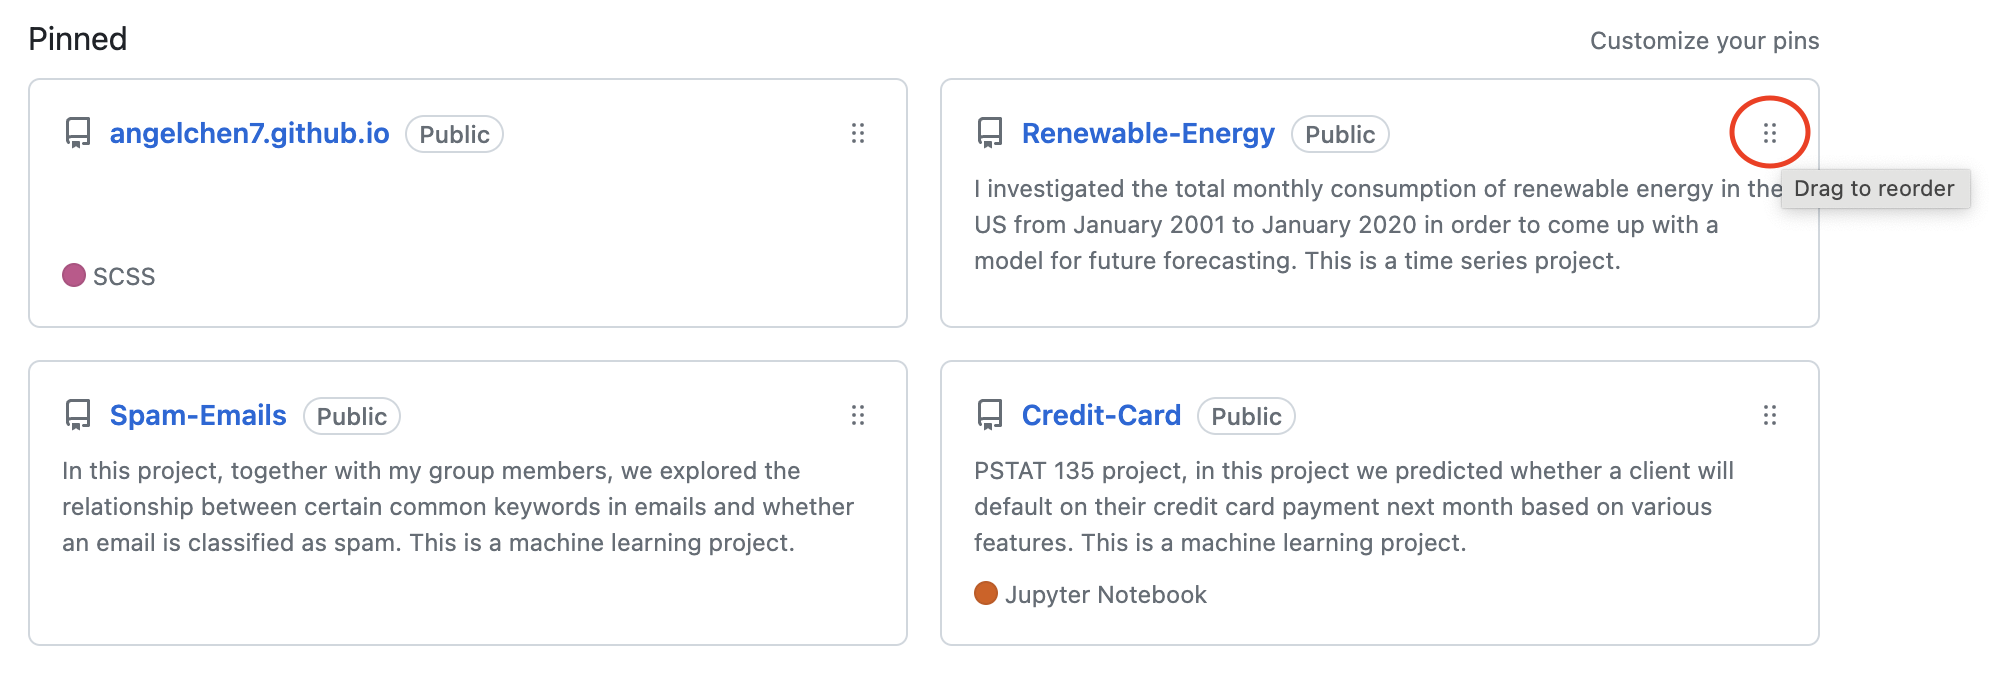 Pinned
Customize your pins
angelchen7.github.io Public
SCSS
Renewable-Energy Public
Drag to reorder
I investigated the total monthly consumption of renewable energy in the
US from January 2001 to January 2020 in order to come up with a
model for future forecasting. This is a time series project.
Spam-Emails Public
In this project, together with my group members, we explored the
relationship between certain common keywords in emails and whether
an email is classified as spam. This is a machine learning project.
Credit-Card Public
PSTAT 135 project, in this project we predicted whether a client will
default on their credit card payment next month based on various
features. This is a machine learning project.
Jupyter Notebook